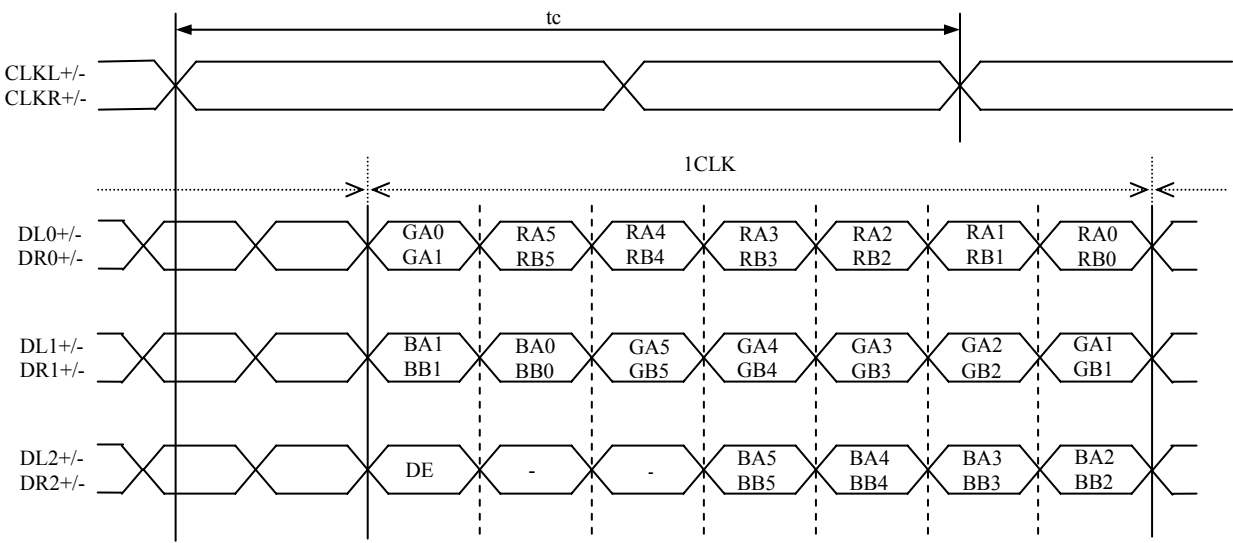 tc
CLKL+/-
CLKR+/-
1CLK
DL0+/-
DR0+/-
GA0 RA5 RA4 RA3 RA2 RA1 RA0
GA1 RB5 RB4 RB3 RB2 RB1 RB0
DL1+/-
DR1+/-
BA1 BA0 GA5 GA4 GA3 GA2 GA1
BB1 BB0 GB5 GB4 GB3 GB2 GB1
DL2+/-
DR2+/-
DE - - BA5 BA4 BA3 BA2
BB5 BB4 BB3 BB2